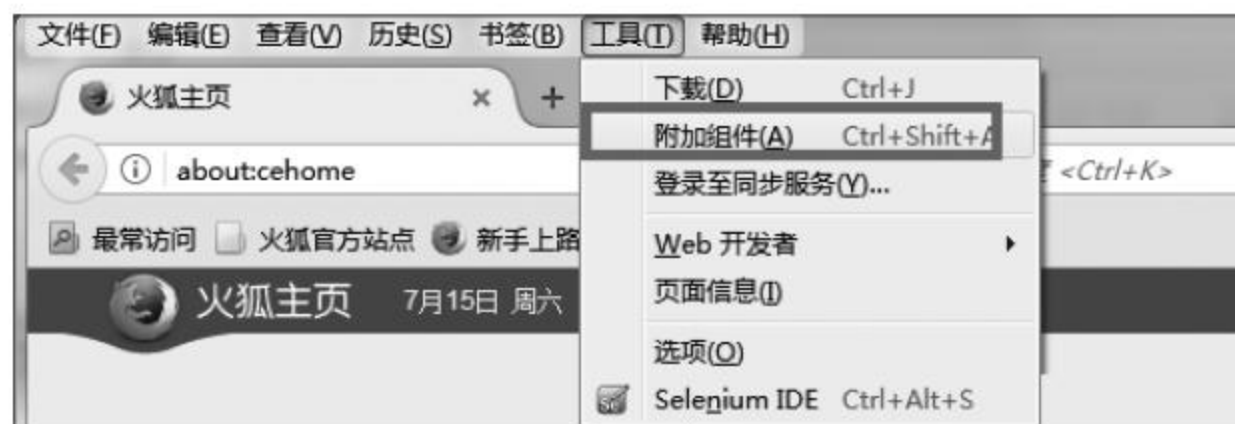 文件(F) 编辑(E) 查看(V) 历史(S) 书签(B) 工具(T) 帮助(H)
火狐主页 × +
下载(D) Ctrl+J
附加组件(A) Ctrl+Shift+A
about:cehome
<Ctrl+K>
登录至同步服务(Y)...
最常访问 火狐官方站点 新手上路
Web 开发者
火狐主页 7月15日 周六
页面信息(I)
选项(O)
Selenium IDE Ctrl+Alt+S